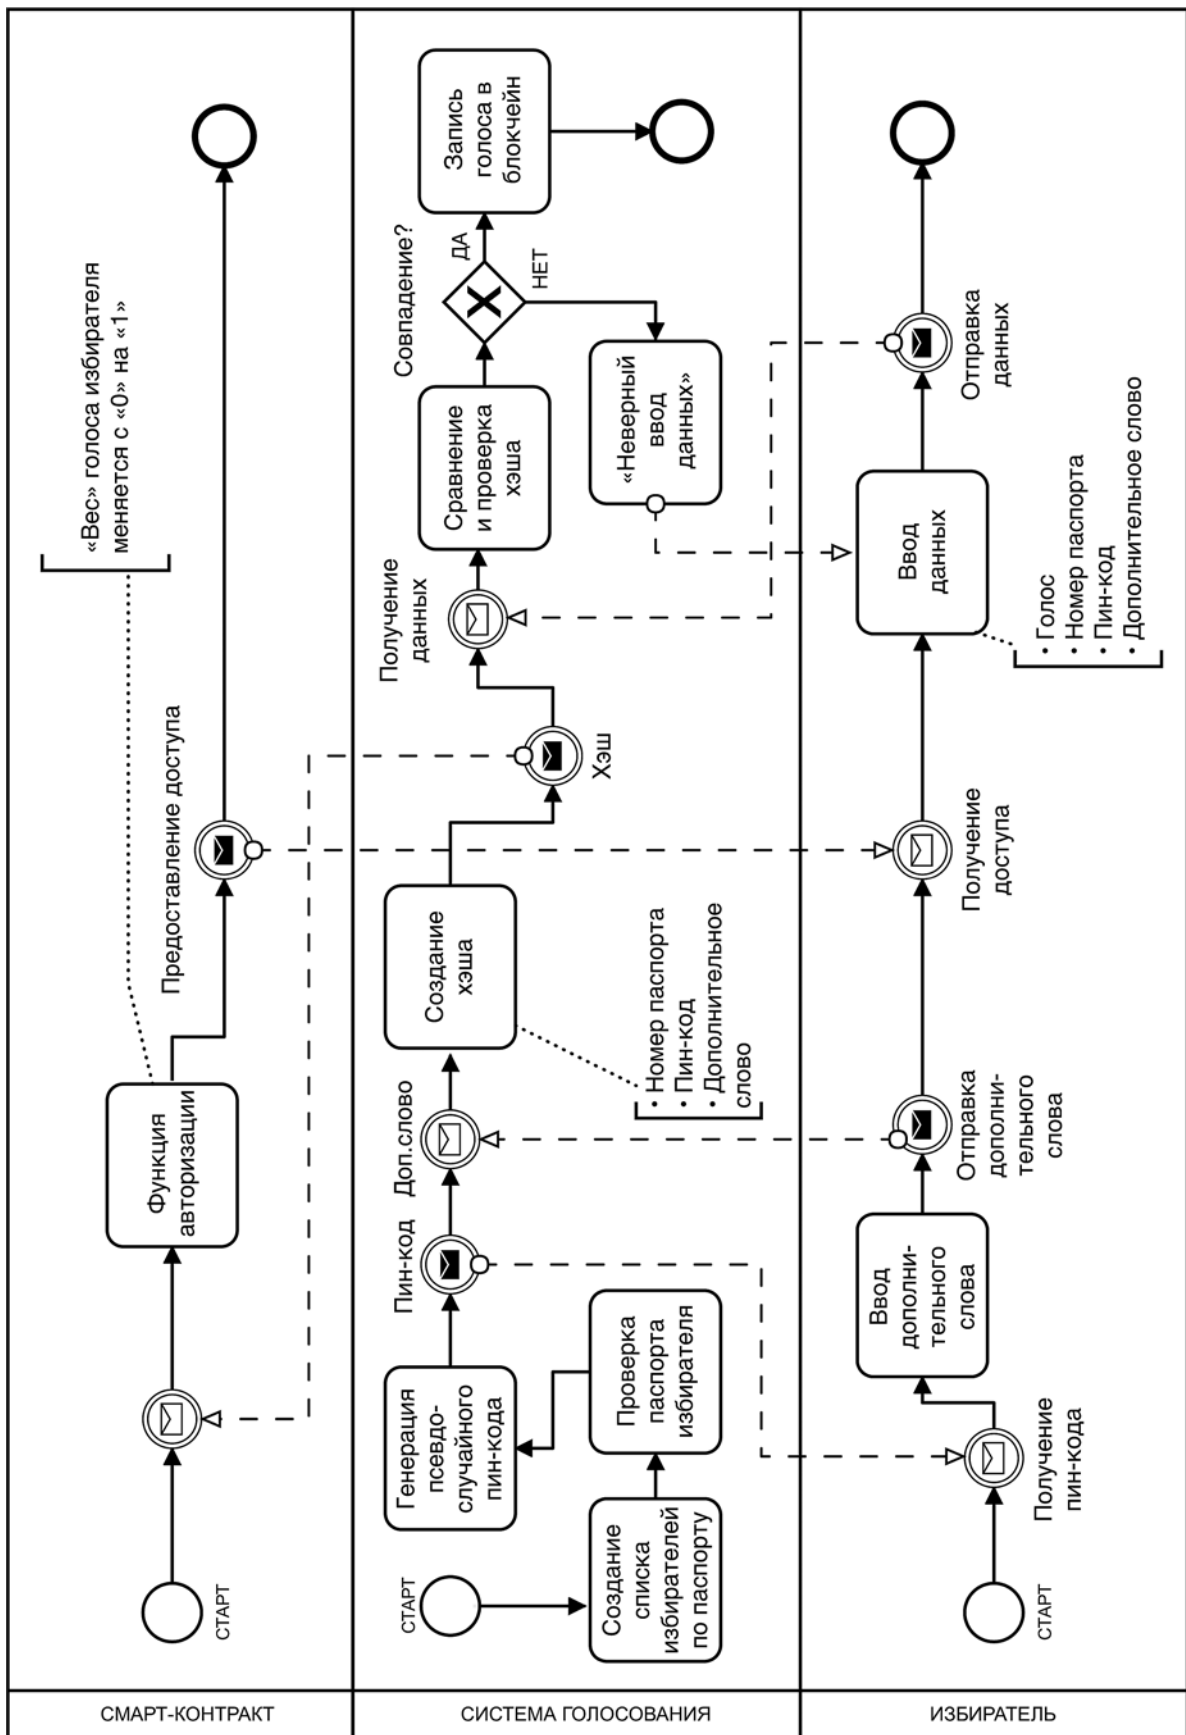 СМАРТ-КОНТРАКТ
СТАРТ
Функция
авторизации
Предоставление доступа
«Вес» голоса избирателя
меняется с «0» на «1»
СИСТЕМА ГОЛОСОВАНИЯ
СТАРТ
Создание
списка
избирателей
по паспорту
Проверка
паспорта
избирателя
Генерация
псевдо-
случайного
пин-кода
Пин-код
Доп.слово
Создание
хэша
• Номер паспорта
• Пин-код
• Дополнительное
слово
Хэш
Получение
данных
Сравнение
и проверка
хэша
Совпадение?
ДА
НЕТ
«Неверный
ввод
данных»
Запись
голоса в
блокчейн
ИЗБИРАТЕЛЬ
СТАРТ
Получение
пин-кода
Ввод
дополни-
тельного
слова
Отправка
дополни-
тельного
слова
Получение
доступа
Ввод
данных
• Голос
• Номер паспорта
• Пин-код
• Дополнительное слово
Отправка
данных